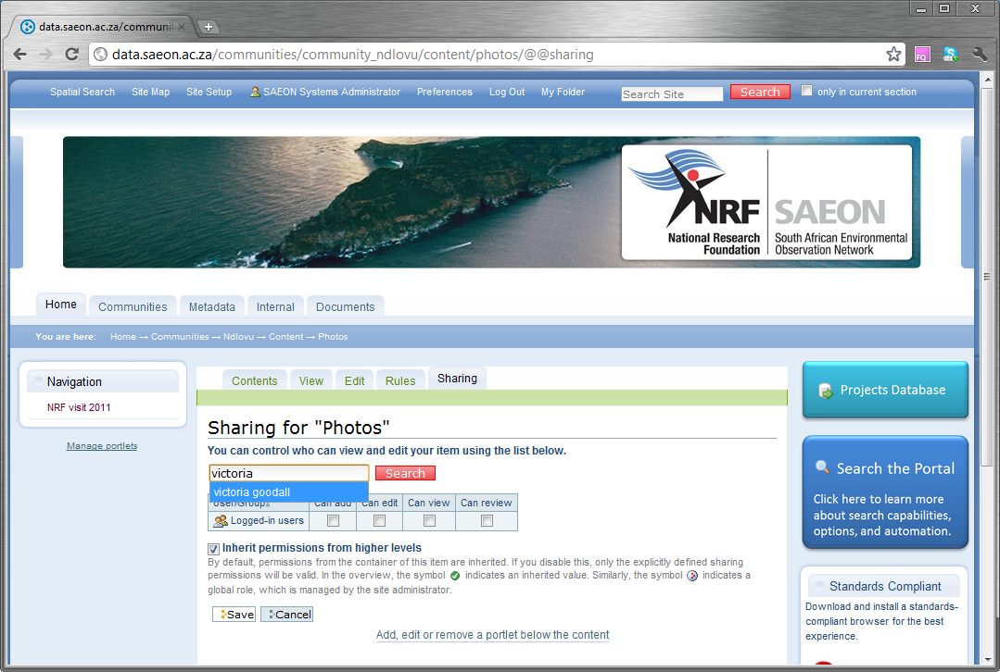 data.saeon.ac.za/communit
data.saeon.ac.za/communities/community_ndlovu/content/photos/@@sharing
Spatial Search Site Map Site Setup SAEON Systems Administrator Preferences Log Out My Folder Search Site Search only in current section
NRF
National Research
Foundation
SAEON
South African Environmental
Observation Network
Home Communities Metadata Internal Documents
You are here: Home → Communities → Ndlovu → Content → Photos
Navigation
NRF visit 2011
Manage portlets
Contents View Edit Rules Sharing
Sharing for "Photos"
You can control who can view and edit your item using the list below.
victoria Search
victoria goodall
User/Group Can add Can edit Can view Can review
Logged-in users
Inherit permissions from higher levels
By default, permissions from the container of this item are inherited. If you disable this, only the explicitly defined sharing
permissions will be valid. In the overview, the symbol indicates an inherited value. Similarly, the symbol indicates a
global role, which is managed by the site administrator.
Save Cancel
Add, edit or remove a portlet below the content
Projects Database
Search the Portal
Click here to learn more
about search capabilities,
options, and automation.
Standards Compliant
Download and install a standards-
compliant browser for the best
experience.